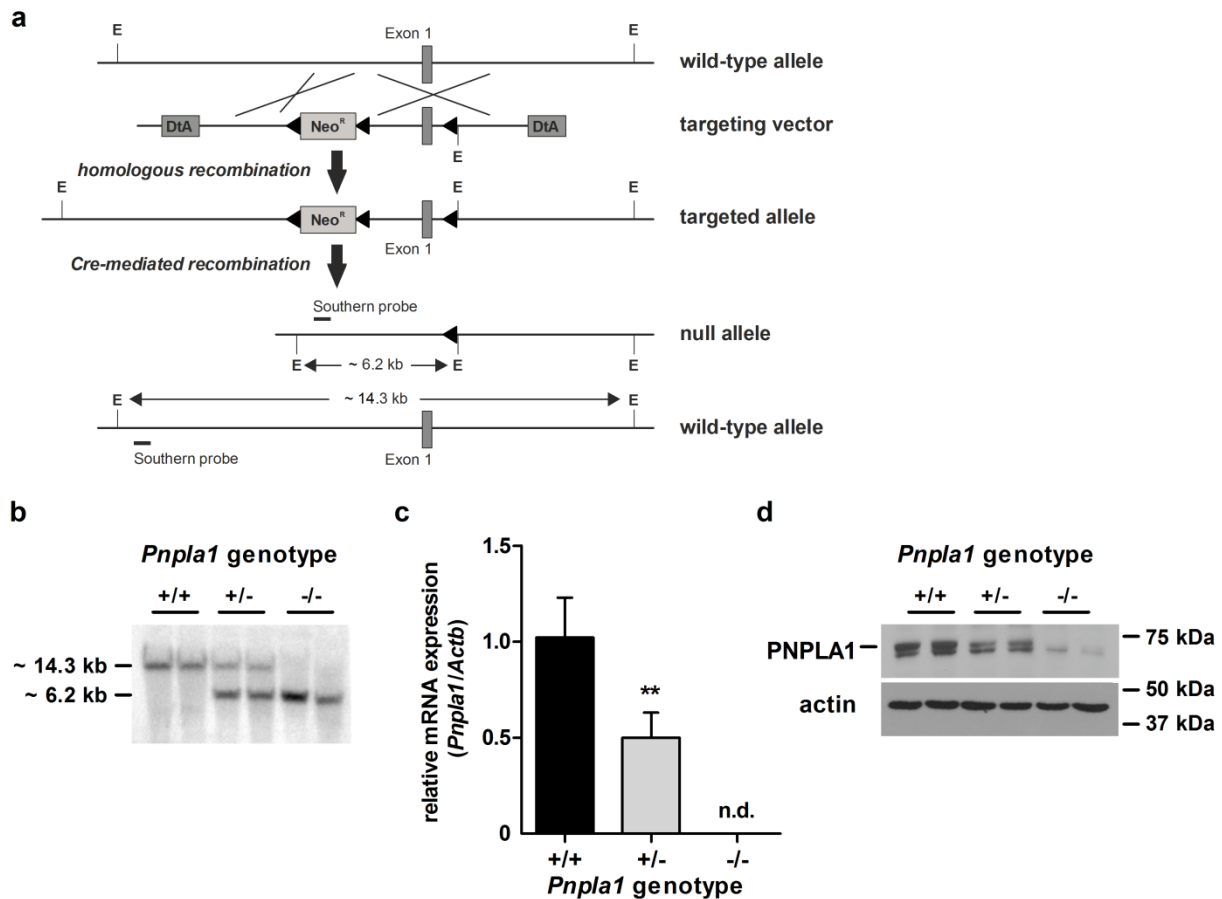 a
E
Exon 1
E
wild-type allele
DtA
Neo^R
DtA
targeting vector
E
homologous recombination
E
E
E
Neo^R
targeted allele
Exon 1
Cre-mediated recombination
Southern probe
null allele
E
~ 6.2 kb
E
E
E
~ 14.3 kb
E
wild-type allele
Southern probe
Exon 1
b
Pnpla1 genotype
+/+ +/- -/-
~ 14.3 kb
~ 6.2 kb
c
relative mRNA expression
(Pnpla1/Actb)
1.5
1.0
0.5
0
**
n.d.
+/+ +/- -/-
Pnpla1 genotype
d
Pnpla1 genotype
+/+ +/- -/-
PNPLA1
75 kDa
actin
50 kDa
37 kDa